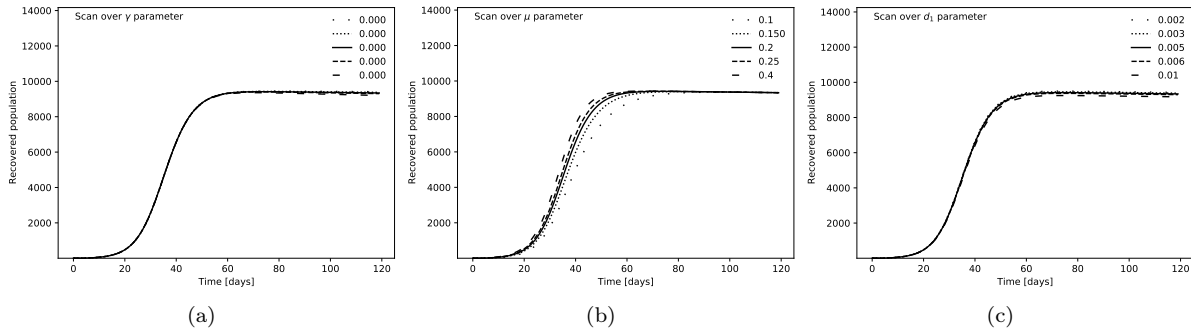 Scan over γ parameter
0.000
0.000
0.000
0.000
0.000
14000
12000
10000
8000
6000
4000
2000
Recovered population
0 20 40 60 80 100 120
Time [days]
(a)
Scan over μ parameter
0.1
0.150
0.2
0.25
0.4
14000
12000
10000
8000
6000
4000
2000
Recovered population
0 20 40 60 80 100 120
Time [days]
(b)
Scan over d₁ parameter
0.002
0.003
0.005
0.006
0.01
14000
12000
10000
8000
6000
4000
2000
Recovered population
0 20 40 60 80 100 120
Time [days]
(c)